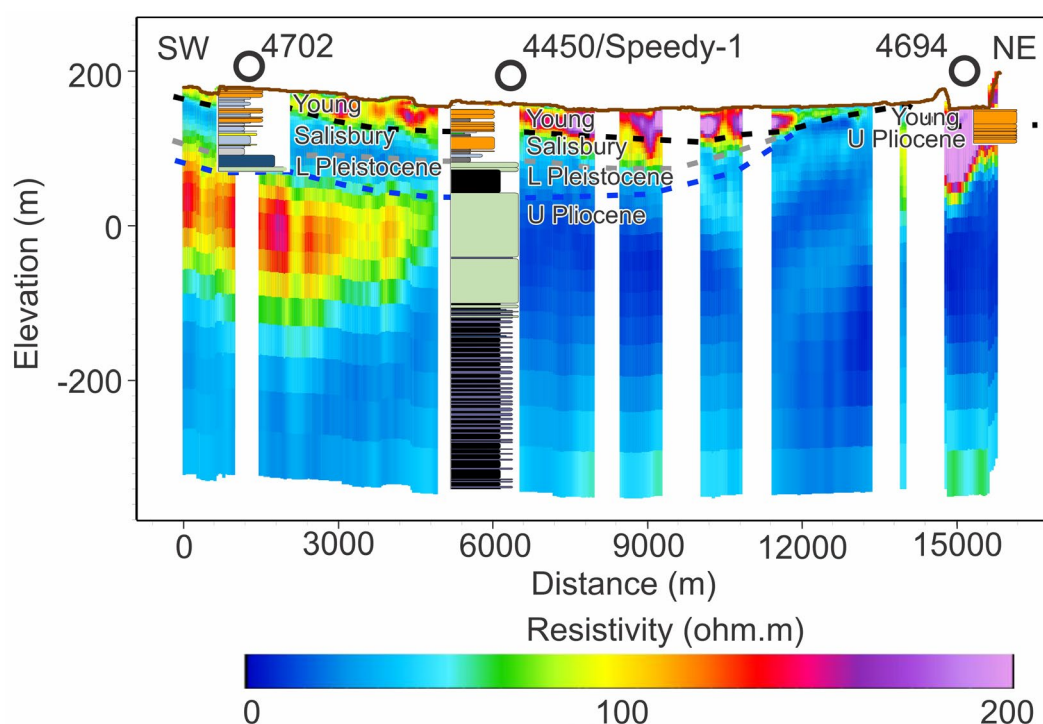 SW
4702
4450/Speedy-1
4694
NE
200
0
-200
Elevation (m)
Young
Salisbury
L Pleistocene
Young
Salisbury
L Pleistocene
U Pliocene
Young
U Pliocene
0
3000
6000
9000
12000
15000
Distance (m)
Resistivity (ohm.m)
0
100
200